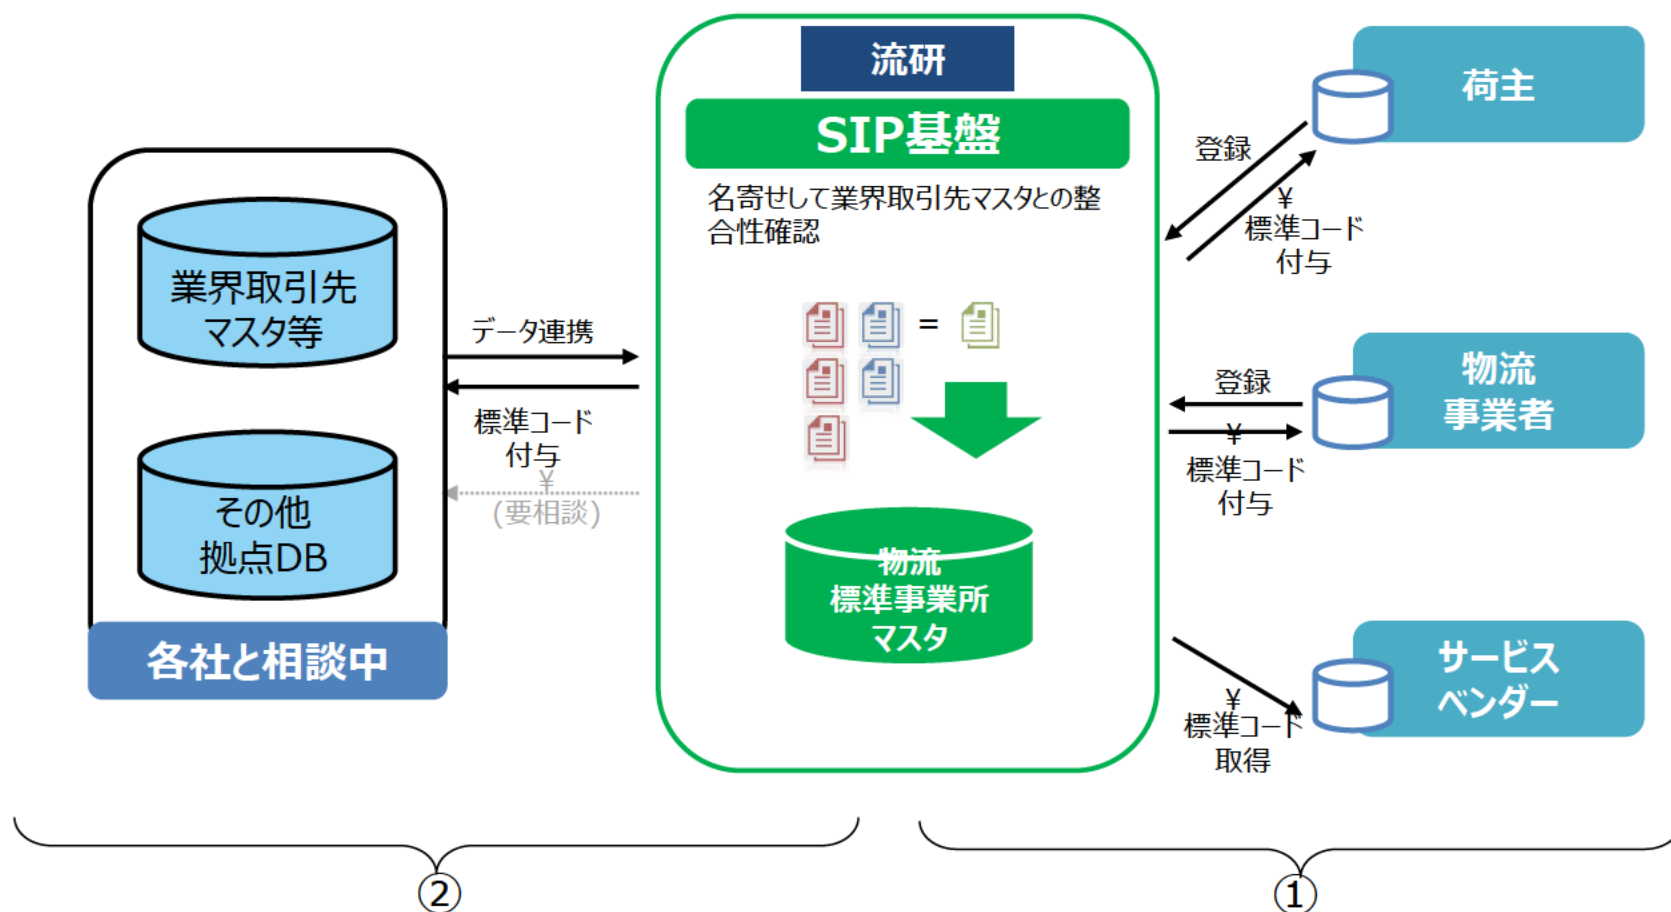 流研
SIP基盤
名寄せして業界取引先マスタとの整
合性確認
=
物流
標準事業所
マスタ
業界取引先
マスタ等
その他
拠点DB
各社と相談中
データ連携
標準コード
付与
¥
(要相談)
荷主
登録
¥
標準コード
付与
物流
事業者
登録
¥
標準コード
付与
サービス
ベンダー
¥
標準コード
取得
②
①